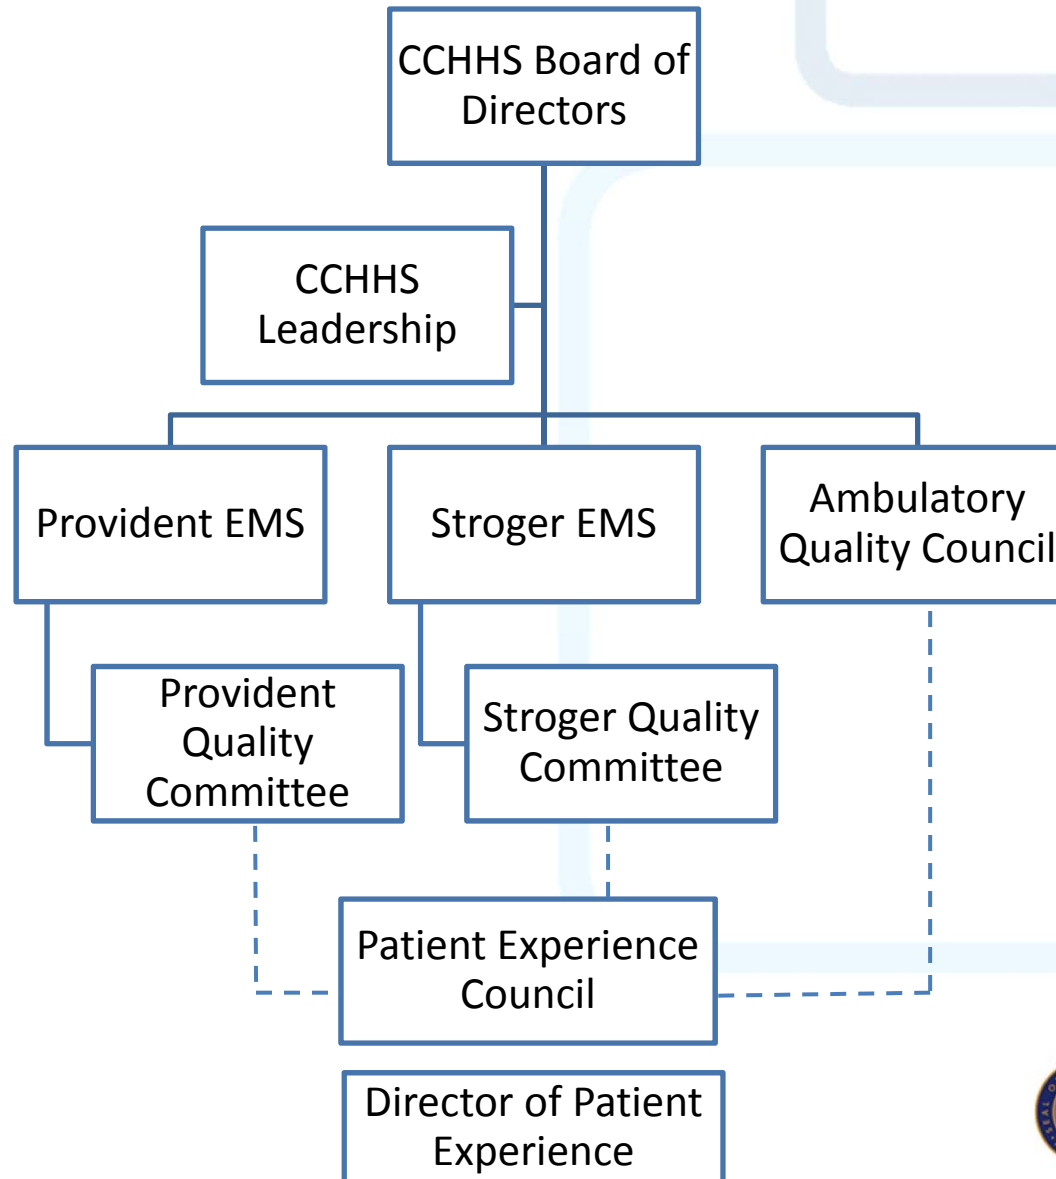 CCHHS Board of
Directors
CCHHS
Leadership
Provident EMS
Stroger EMS
Ambulatory
Quality Council
Provident
Quality
Committee
Stroger Quality
Committee
Patient Experience
Council
Director of Patient
Experience